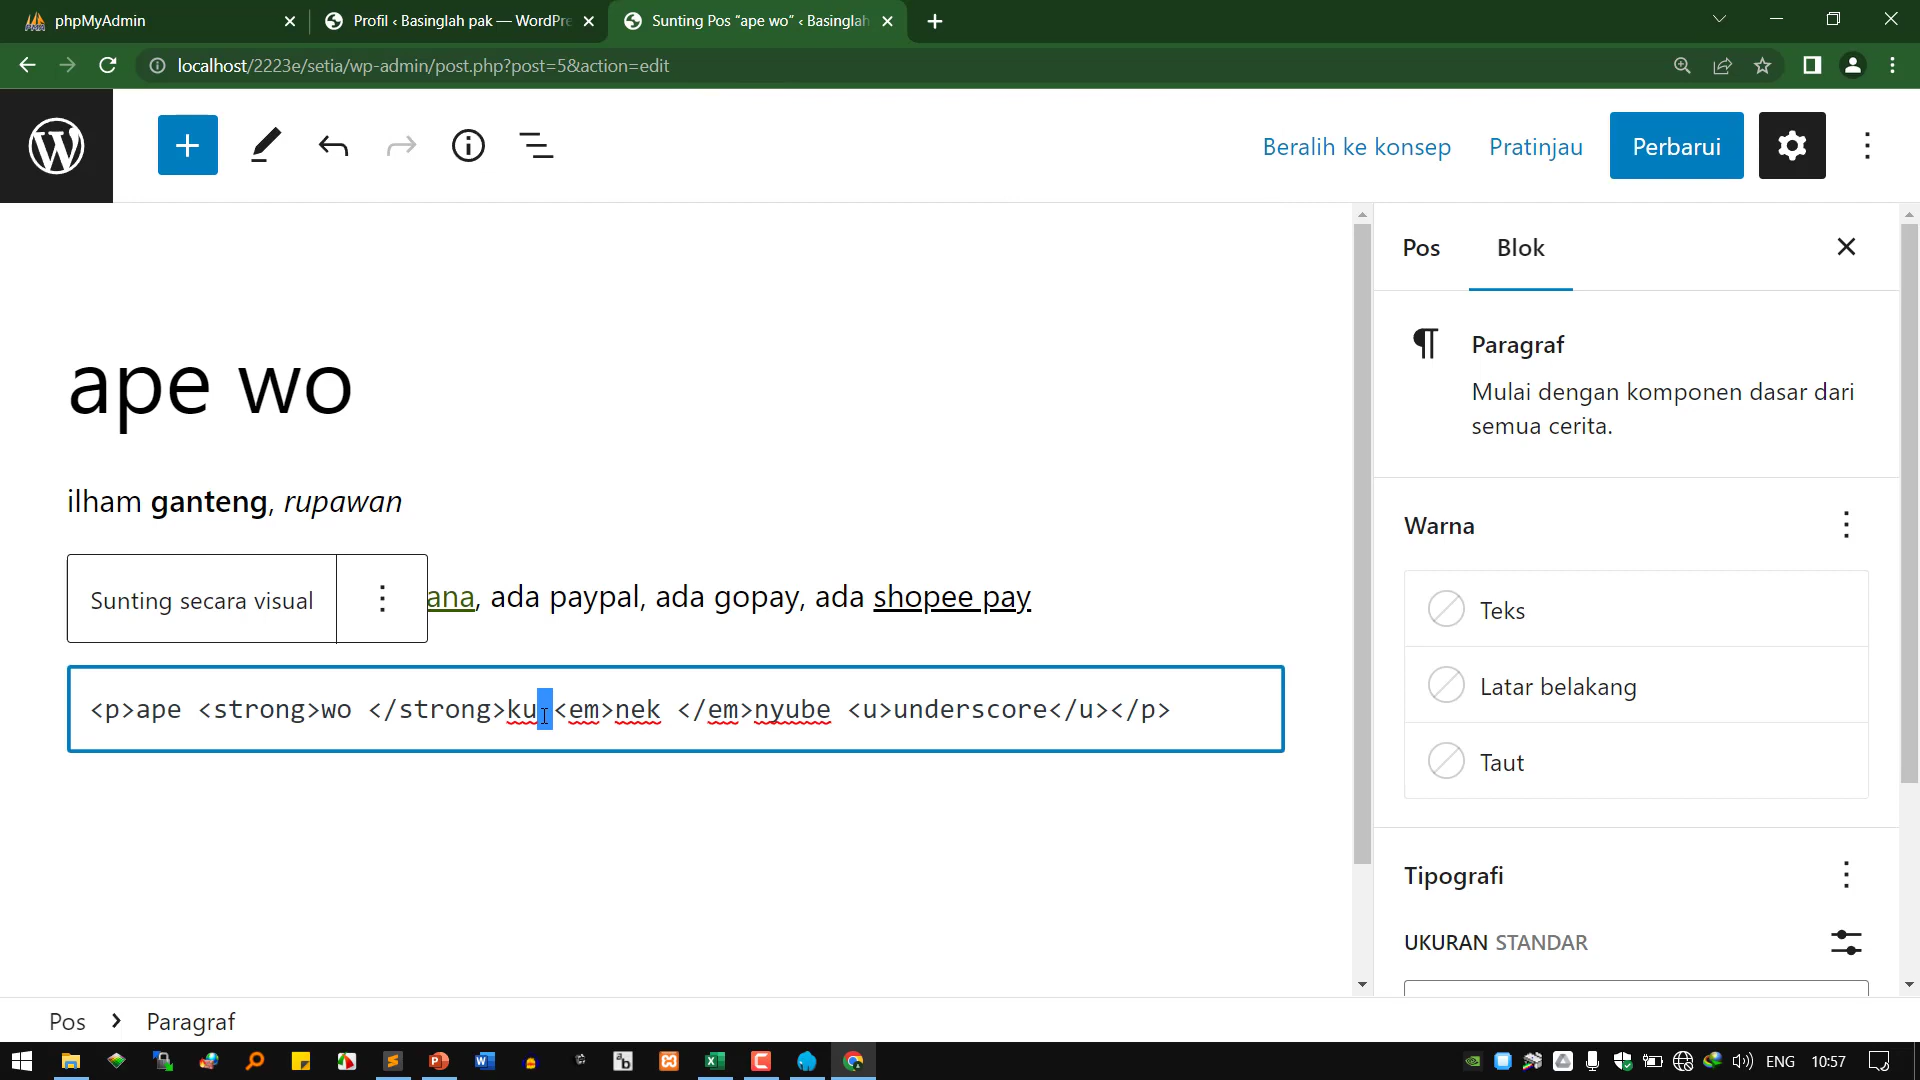 phpMyAdmin
Profil ‹ Basinglah pak — WordPre
Sunting Pos “ape wo” ‹ Basinglah
localhost/2223e/setia/wp-admin/post.php?post=5&action=edit
Beralih ke konsep
Pratinjau
Perbarui
Pos
Blok
ape wo
ilham ganteng, rupawan
Sunting secara visual
ana, ada paypal, ada gopay, ada shopee pay
<p>ape <strong>wo </strong>ku <em>nek </em>nyube <u>underscore</u></p>
Paragraf
Mulai dengan komponen dasar dari
semua cerita.
Warna
Teks
Latar belakang
Taut
Tipografi
UKURAN STANDAR
Pos
Paragraf
ENG
10:57